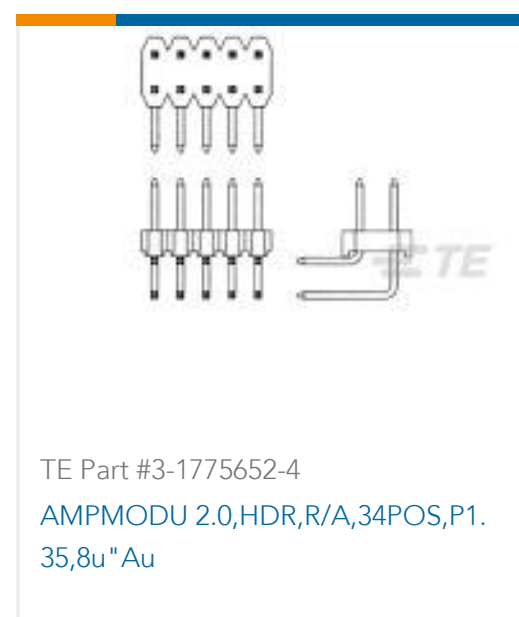 TE
TE Part #3-1775652-4
AMPMODU 2.0,HDR,R/A,34POS,P1.
35,8u"Au